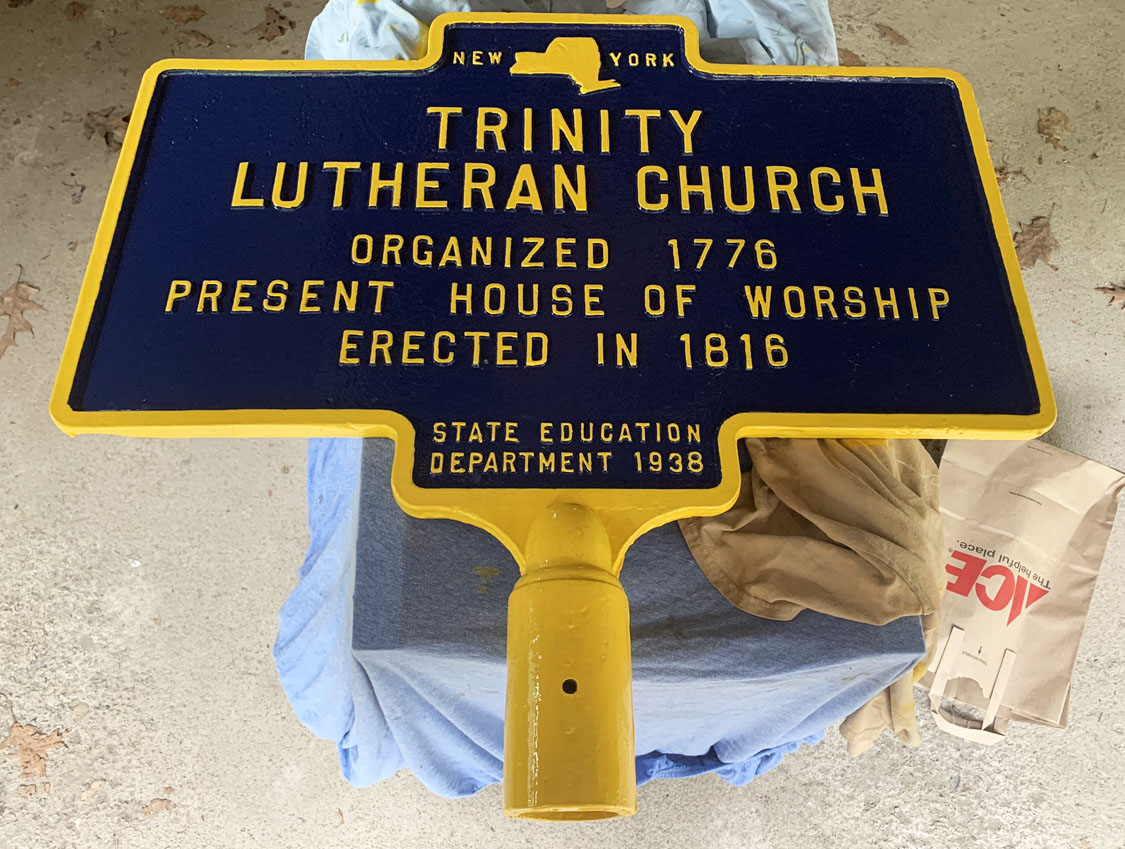 NEW YORK
TRINITY
LUTHERAN CHURCH
ORGANIZED 1776
PRESENT HOUSE OF WORSHIP
ERECTED IN 1816
STATE EDUCATION
DEPARTMENT 1938
ACE
The helpful place.